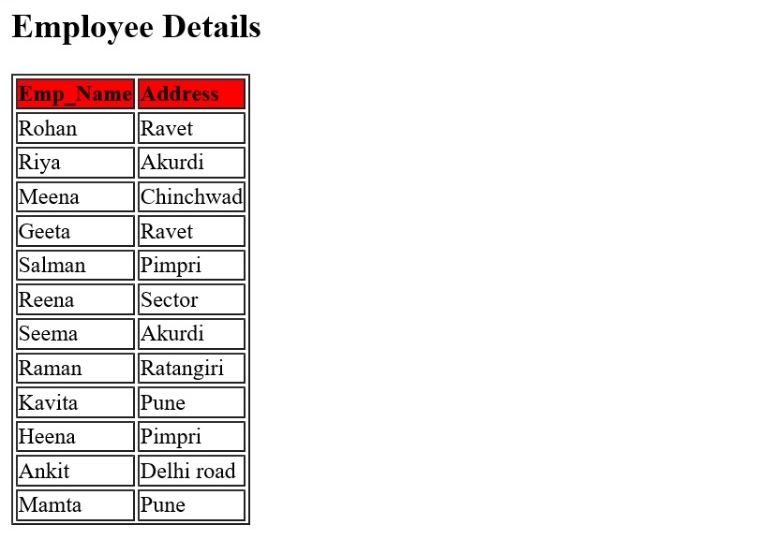 Employee Details
Emp_Name Address
Rohan Ravet
Riya Akurdi
Meena Chinchwad
Geeta Ravet
Salman Pimpri
Reena Sector
Seema Akurdi
Raman Ratangiri
Kavita Pune
Heena Pimpri
Ankit Delhi road
Mamta Pune